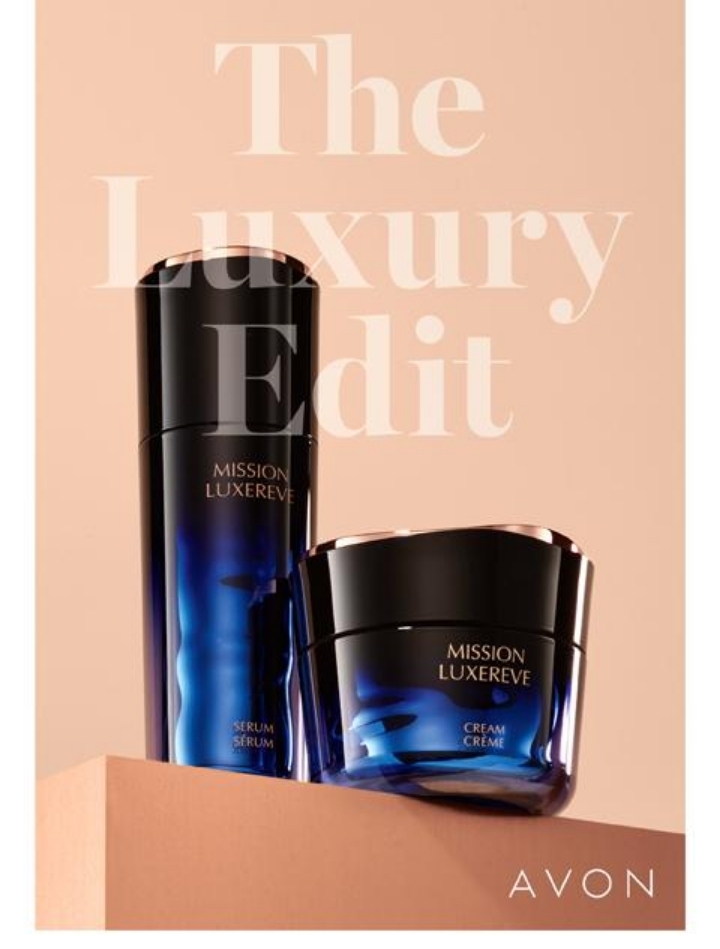 The
Luxury
Edit
MISSION
LUXEREVE
SERUM
SÉRUM
MISSION
LUXEREVE
CREAM
CRÈME
AVON